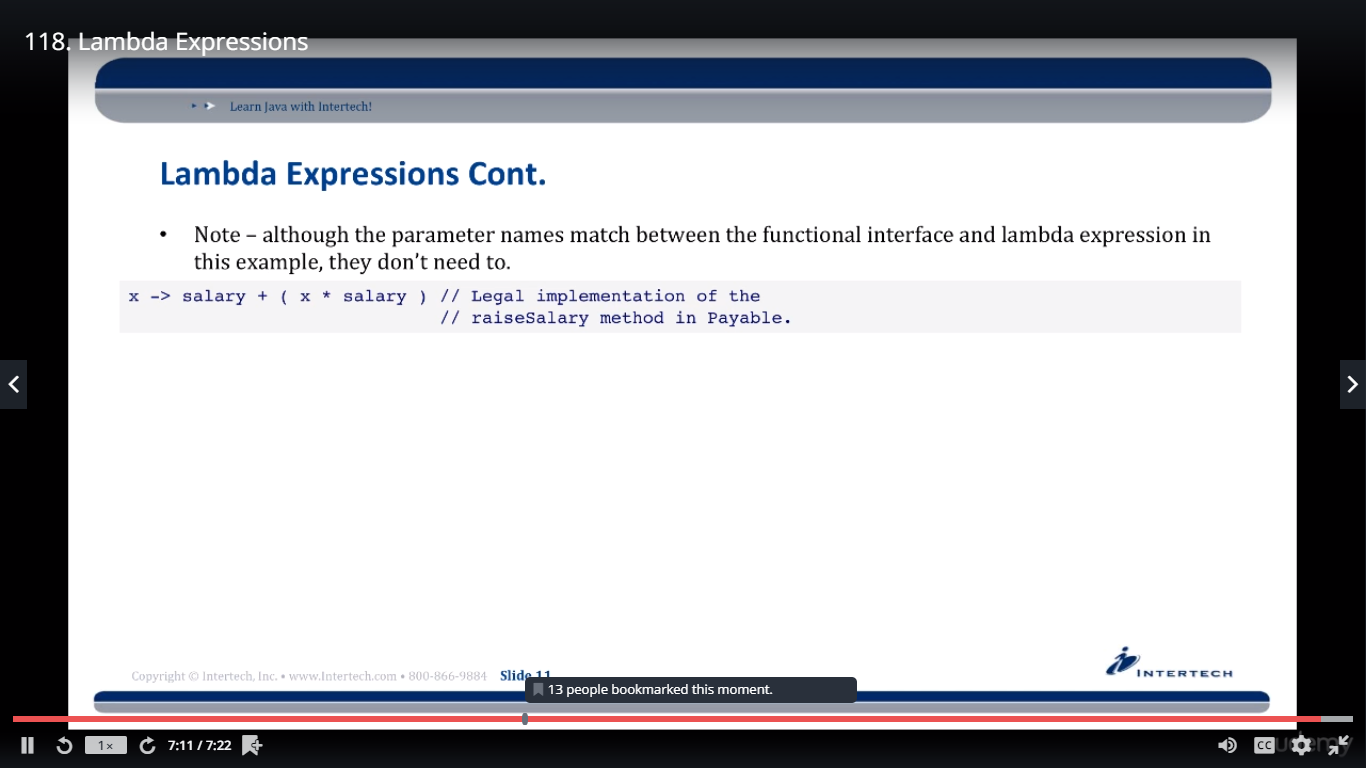 118. Lambda Expressions
Learn Java with Intertech!
Lambda Expressions Cont.
• Note – although the parameter names match between the functional interface and lambda expression in
this example, they don’t need to.
x -> salary + ( x * salary ) // Legal implementation of the
// raiseSalary method in Payable.
Copyright © Intertech, Inc. • www.Intertech.com • 800-866-9884 Slide 11
INTERTECH
13 people bookmarked this moment.
1x
7:11 / 7:22
CC
udemy